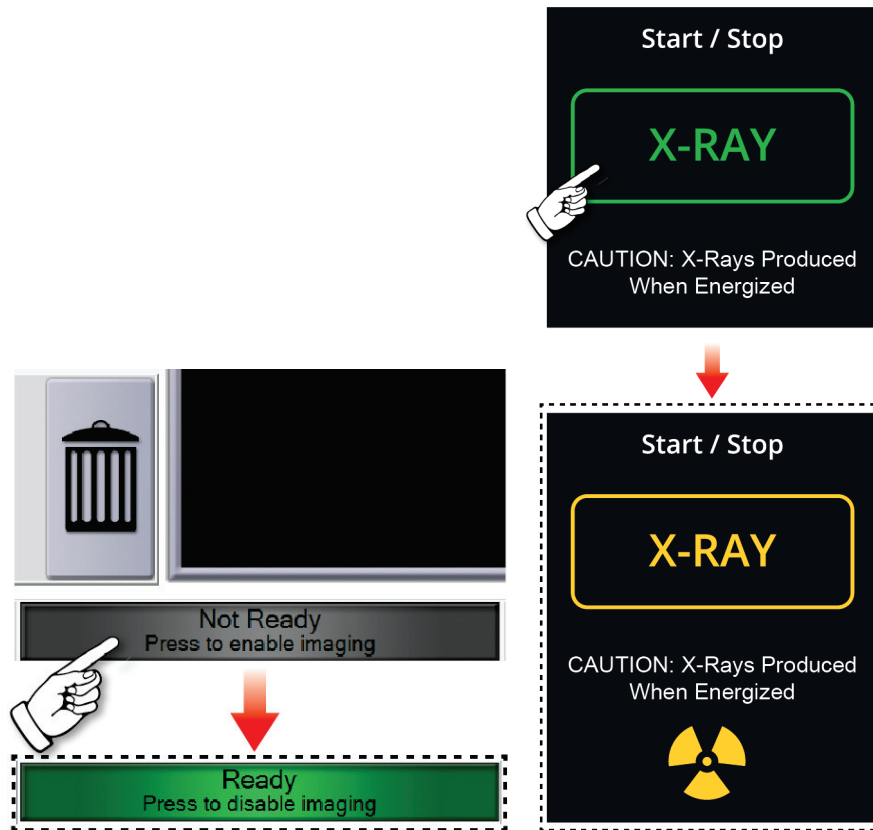 Start / Stop
X-RAY
CAUTION: X-Rays Produced
When Energized
Not Ready
Press to enable imaging
Ready
Press to disable imaging
Start / Stop
X-RAY
CAUTION: X-Rays Produced
When Energized